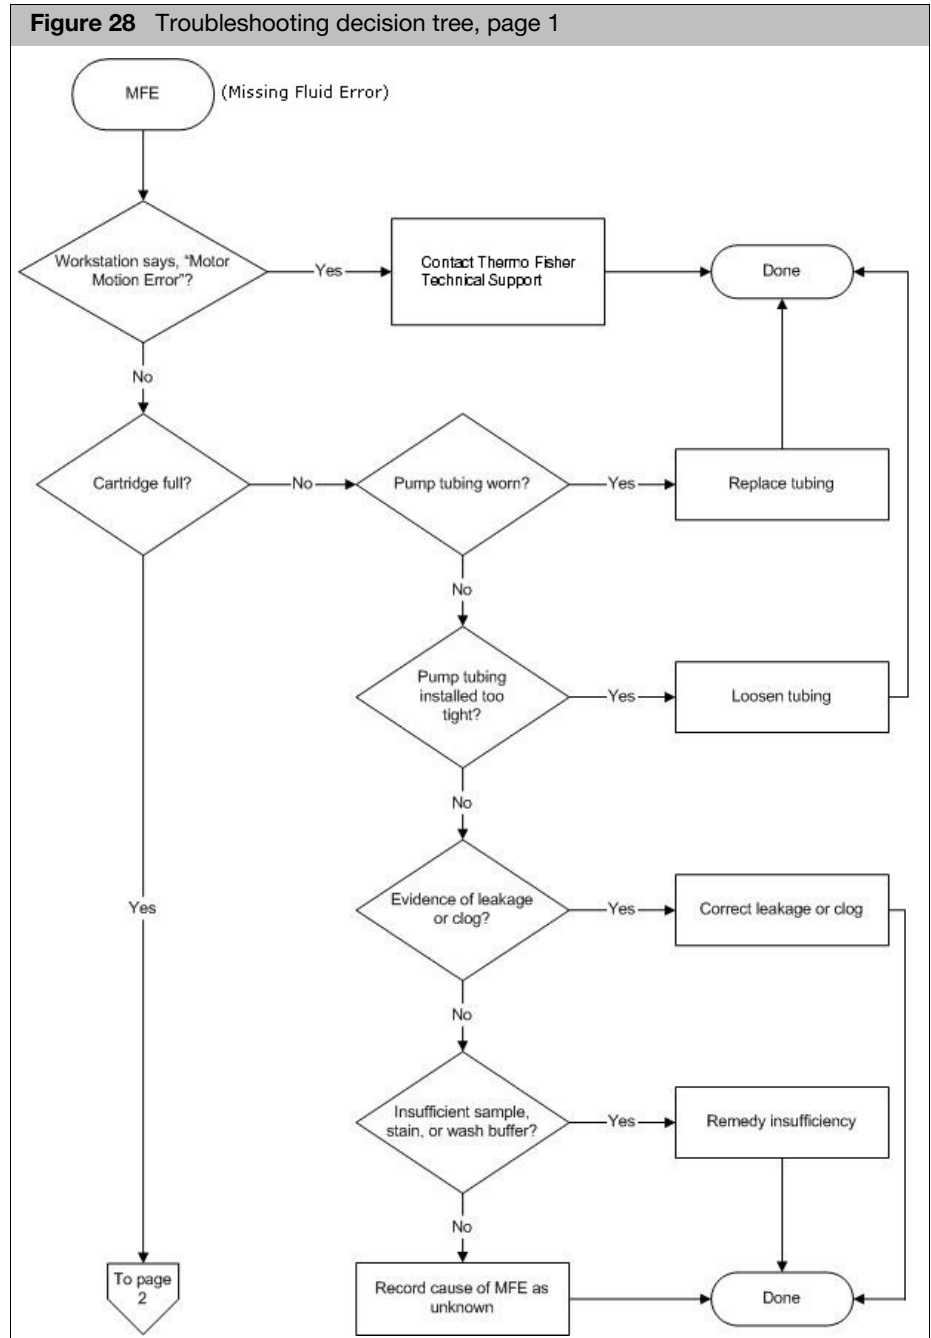 Figure 28 Troubleshooting decision tree, page 1
MFE
(Missing Fluid Error)
Workstation says, “Motor
Motion Error”?
Yes
Contact Thermo Fisher
Technical Support
Done
No
Cartridge full?
No
Pump tubing worn?
Yes
Replace tubing
No
Pump tubing
installed too
tight?
Yes
Loosen tubing
No
Yes
Evidence of leakage
or clog?
Yes
Correct leakage or clog
No
Insufficient sample,
stain, or wash buffer?
Yes
Remedy insufficiency
No
To page
2
Record cause of MFE as
unknown
Done